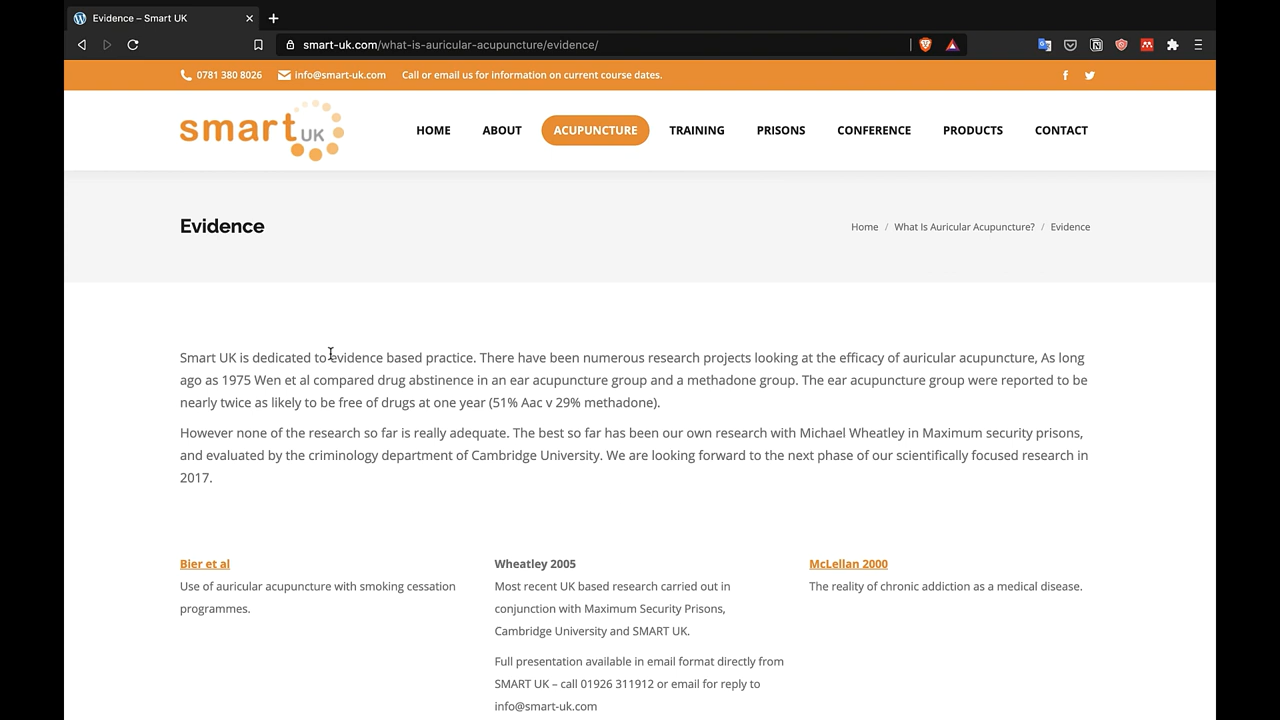 Evidence – Smart UK
smart-uk.com/what-is-auricular-acupuncture/evidence/
0781 380 8026 info@smart-uk.com Call or email us for information on current course dates.
smart UK
HOME ABOUT ACUPUNCTURE TRAINING PRISONS CONFERENCE PRODUCTS CONTACT
Evidence
Home / What Is Auricular Acupuncture? / Evidence
Smart UK is dedicated to evidence based practice. There have been numerous research projects looking at the efficacy of auricular acupuncture, As long
ago as 1975 Wen et al compared drug abstinence in an ear acupuncture group and a methadone group. The ear acupuncture group were reported to be
nearly twice as likely to be free of drugs at one year (51% Aac v 29% methadone).
However none of the research so far is really adequate. The best so far has been our own research with Michael Wheatley in Maximum security prisons,
and evaluated by the criminology department of Cambridge University. We are looking forward to the next phase of our scientifically focused research in
2017.
Bier et al
Use of auricular acupuncture with smoking cessation
programmes.
Wheatley 2005
Most recent UK based research carried out in
conjunction with Maximum Security Prisons,
Cambridge University and SMART UK.
Full presentation available in email format directly from
SMART UK – call 01926 311912 or email for reply to
info@smart-uk.com
McLellan 2000
The reality of chronic addiction as a medical disease.